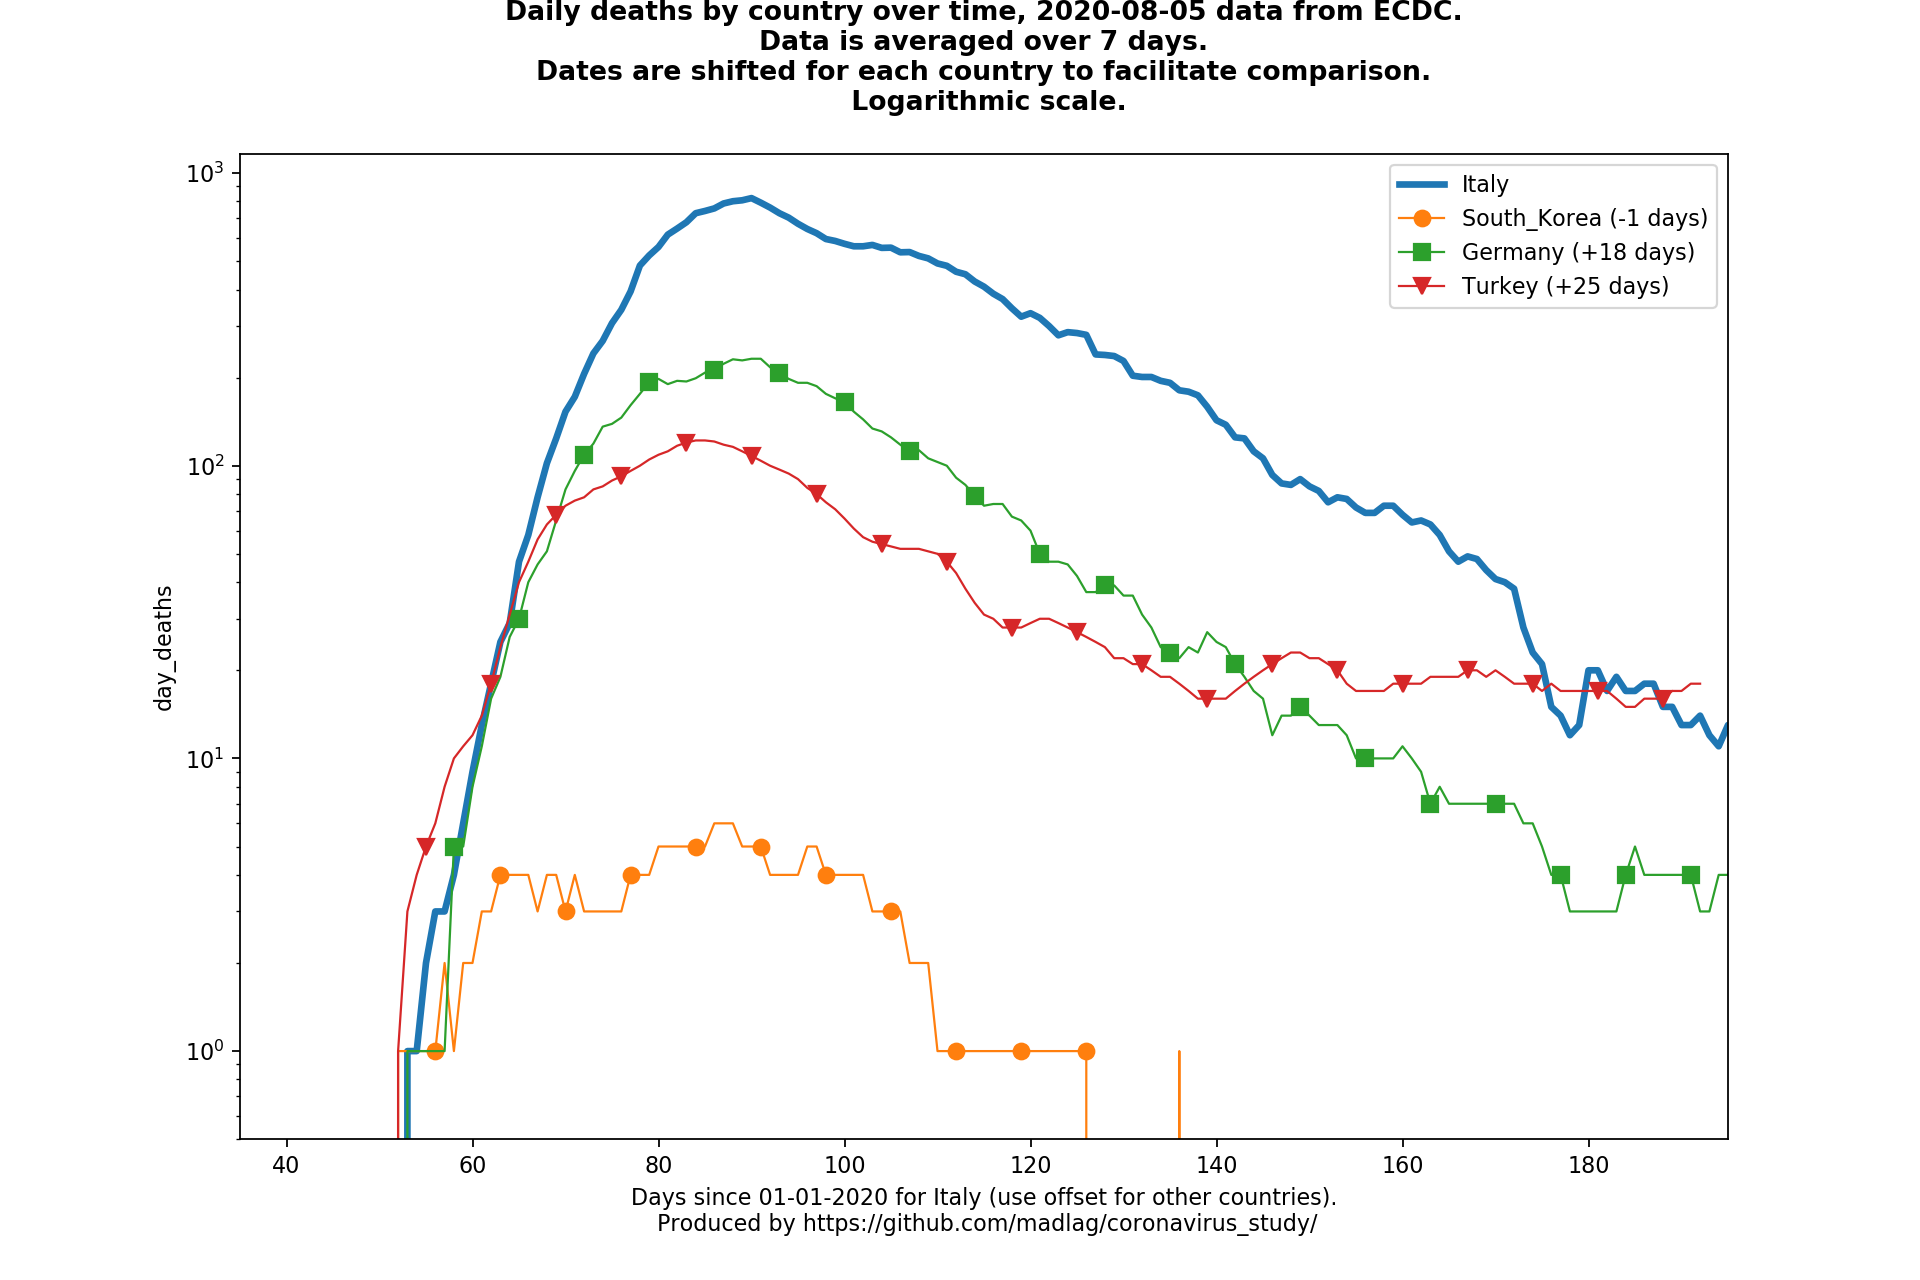 Daily deaths by country over time, 2020-08-05 data from ECDC.
Data is averaged over 7 days.
Dates are shifted for each country to facilitate comparison.
Logarithmic scale.
10³
10²
10¹
10⁰
day_deaths
Italy
South_Korea (-1 days)
Germany (+18 days)
Turkey (+25 days)
40 60 80 100 120 140 160 180
Days since 01-01-2020 for Italy (use offset for other countries).
Produced by https://github.com/madlag/coronavirus_study/